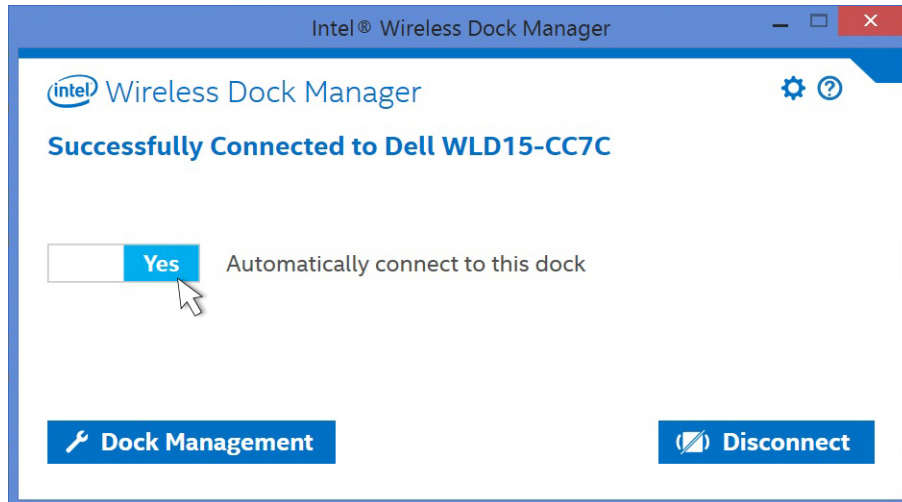 Intel® Wireless Dock Manager
intel Wireless Dock Manager
Successfully Connected to Dell WLD15-CC7C
Yes Automatically connect to this dock
Dock Management Disconnect